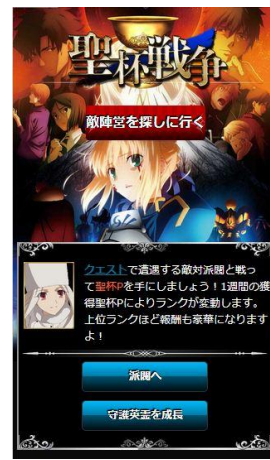 聖杯戦争
敵陣営を探しに行く
クエストで遭遇する敵対派閥と戦っ
て聖杯Pを手にしましょう！1週間の獲
得聖杯Pによりランクが変動します。
上位ランクほど報酬も豪華になります
よ！
派閥へ
守護英霊を成長